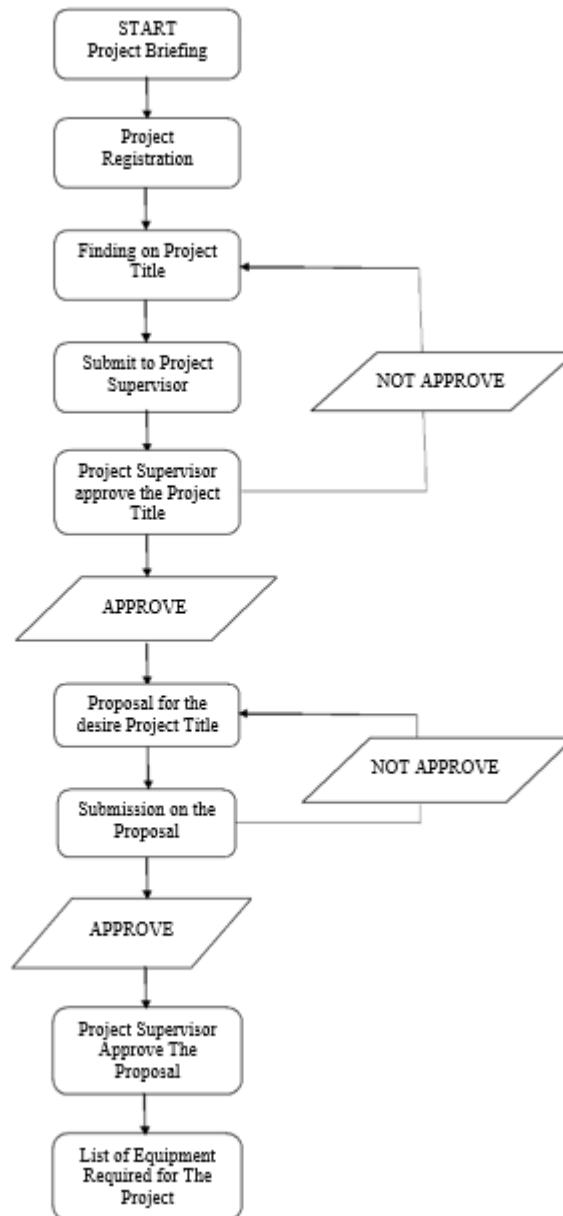 START
Project Briefing
Project
Registration
Finding on Project
Title
Submit to Project
Supervisor
NOT APPROVE
Project Supervisor
approve the Project
Title
APPROVE
Proposal for the
desire Project Title
NOT APPROVE
Submission on the
Proposal
APPROVE
Project Supervisor
Approve The
Proposal
List of Equipment
Required for The
Project